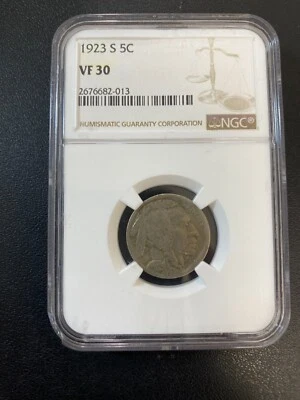 1923 S 5C
VF 30
2676682-013
NUMISMATIC GUARANTY CORPORATION
NGC®